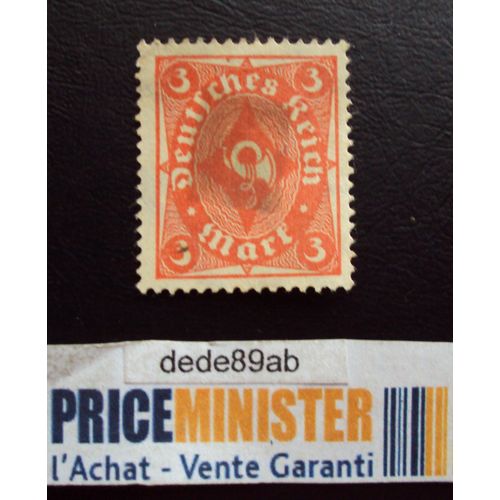 3 3
Deutsches Reich
Mark
3 3
dede89ab
PRICEMINISTER
l'Achat - Vente Garanti